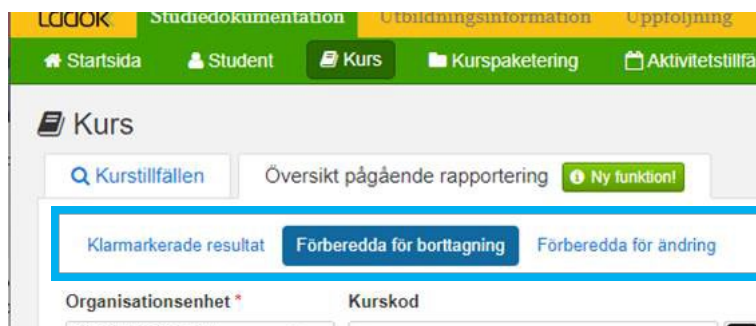 Ladok Studiedokumentation Utbildningsinformation Uppföljning
Startsida Student Kurs Kurspaketering
Kurs
Kurstillfällen Översikt pågående rapportering Ny funktion!
Klarmarkerade resultat Förberedda för borttagning Förberedda för ändring
Organisationsenhet * Kurskod